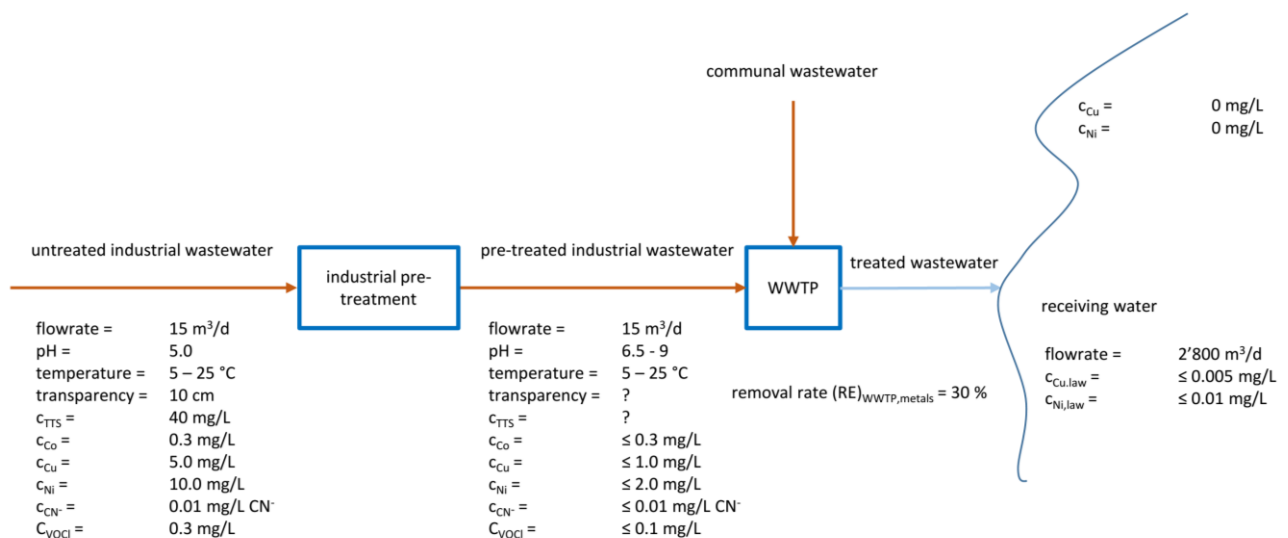 communal wastewater
c_Cu = 0 mg/L
c_Ni = 0 mg/L
untreated industrial wastewater
industrial pre-
treatment
pre-treated industrial wastewater
WWTP
treated wastewater
receiving water
flowrate = 15 m³/d
pH = 5.0
temperature = 5 – 25 °C
transparency = 10 cm
c_TTS = 40 mg/L
c_Co = 0.3 mg/L
c_Cu = 5.0 mg/L
c_Ni = 10.0 mg/L
c_CN- = 0.01 mg/L CN⁻
C_VOCl = 0.3 mg/L
flowrate = 15 m³/d
pH = 6.5 - 9
temperature = 5 – 25 °C
transparency = ?
c_TTS = ?
c_Co = ≤ 0.3 mg/L
c_Cu = ≤ 1.0 mg/L
c_Ni = ≤ 2.0 mg/L
c_CN- = ≤ 0.01 mg/L CN⁻
C_VOCl = ≤ 0.1 mg/L
removal rate (RE)_WWTP,metals = 30 %
flowrate = 2'800 m³/d
c_Cu.law = ≤ 0.005 mg/L
c_Ni,law = ≤ 0.01 mg/L